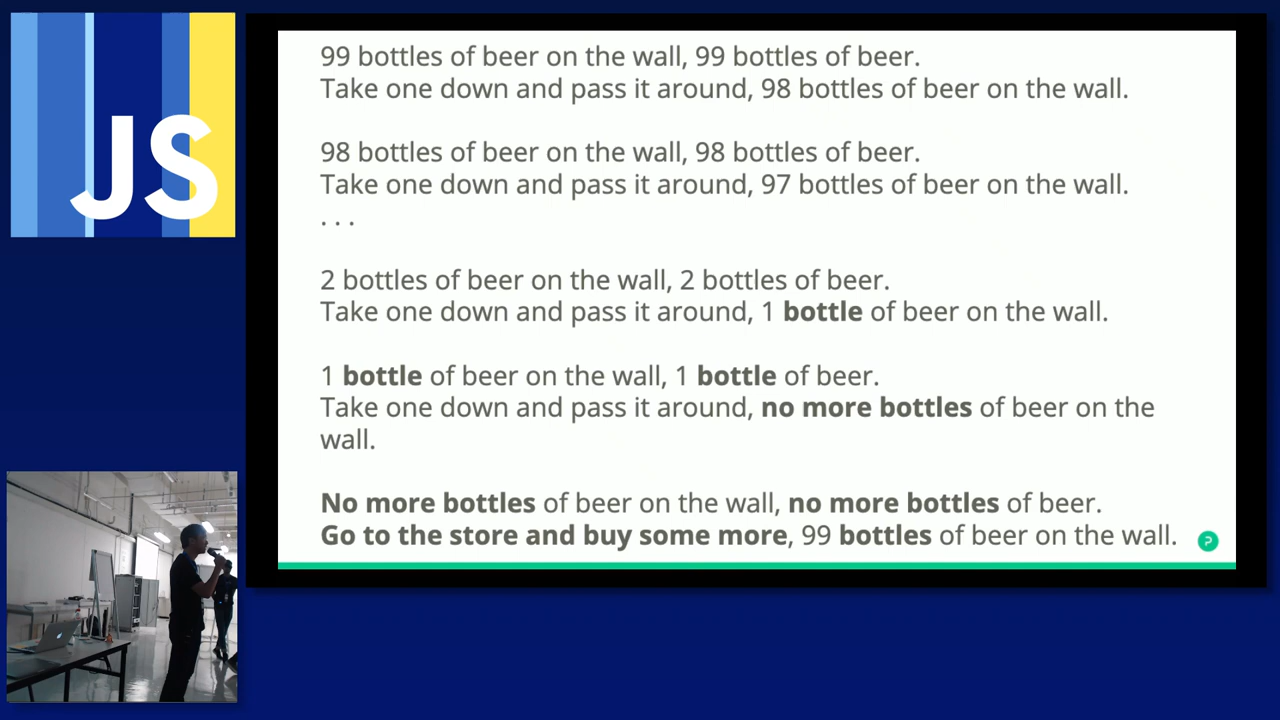 JS
99 bottles of beer on the wall, 99 bottles of beer.
Take one down and pass it around, 98 bottles of beer on the wall.
98 bottles of beer on the wall, 98 bottles of beer.
Take one down and pass it around, 97 bottles of beer on the wall.
. . .
2 bottles of beer on the wall, 2 bottles of beer.
Take one down and pass it around, 1 bottle of beer on the wall.
1 bottle of beer on the wall, 1 bottle of beer.
Take one down and pass it around, no more bottles of beer on the
wall.
No more bottles of beer on the wall, no more bottles of beer.
Go to the store and buy some more, 99 bottles of beer on the wall.